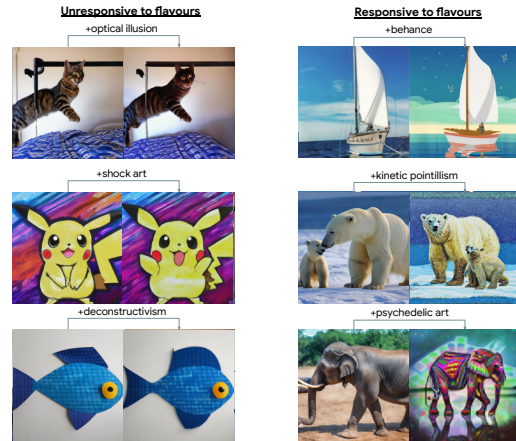 Unresponsive to flavours
Responsive to flavours
+optical illusion
+behance
+shock art
+kinetic pointillism
+deconstructivism
+psychedelic art